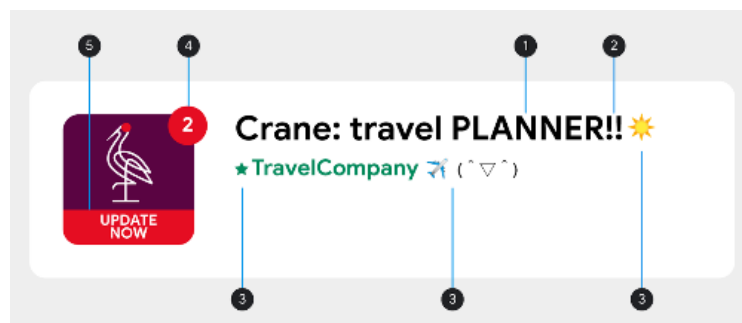 5 4 1 2
2
Crane: travel PLANNER!!☀️
★TravelCompany ✈️ (ˆ▽ˆ)
UPDATE
NOW
3 3 3